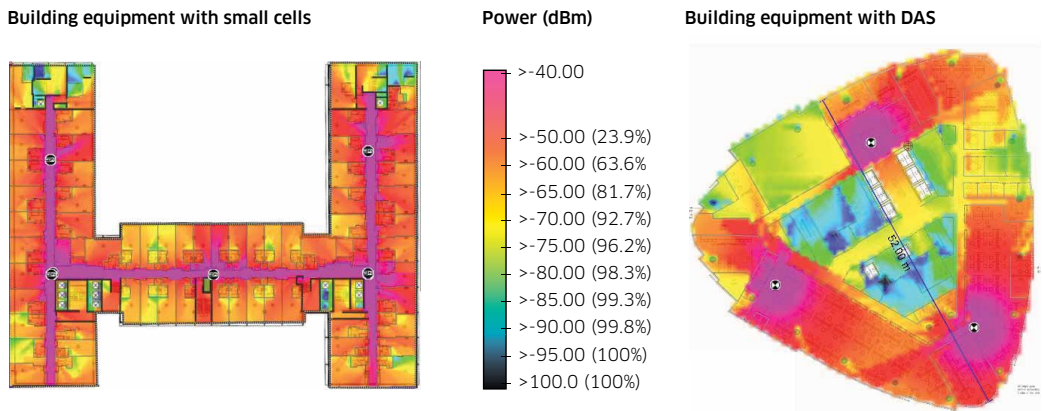 Building equipment with small cells
Power (dBm)
>-40.00
>-50.00 (23.9%)
>-60.00 (63.6%
>-65.00 (81.7%)
>-70.00 (92.7%)
>-75.00 (96.2%)
>-80.00 (98.3%)
>-85.00 (99.3%)
>-90.00 (99.8%)
>-95.00 (100%)
>100.0 (100%)
Building equipment with DAS
52.00 m